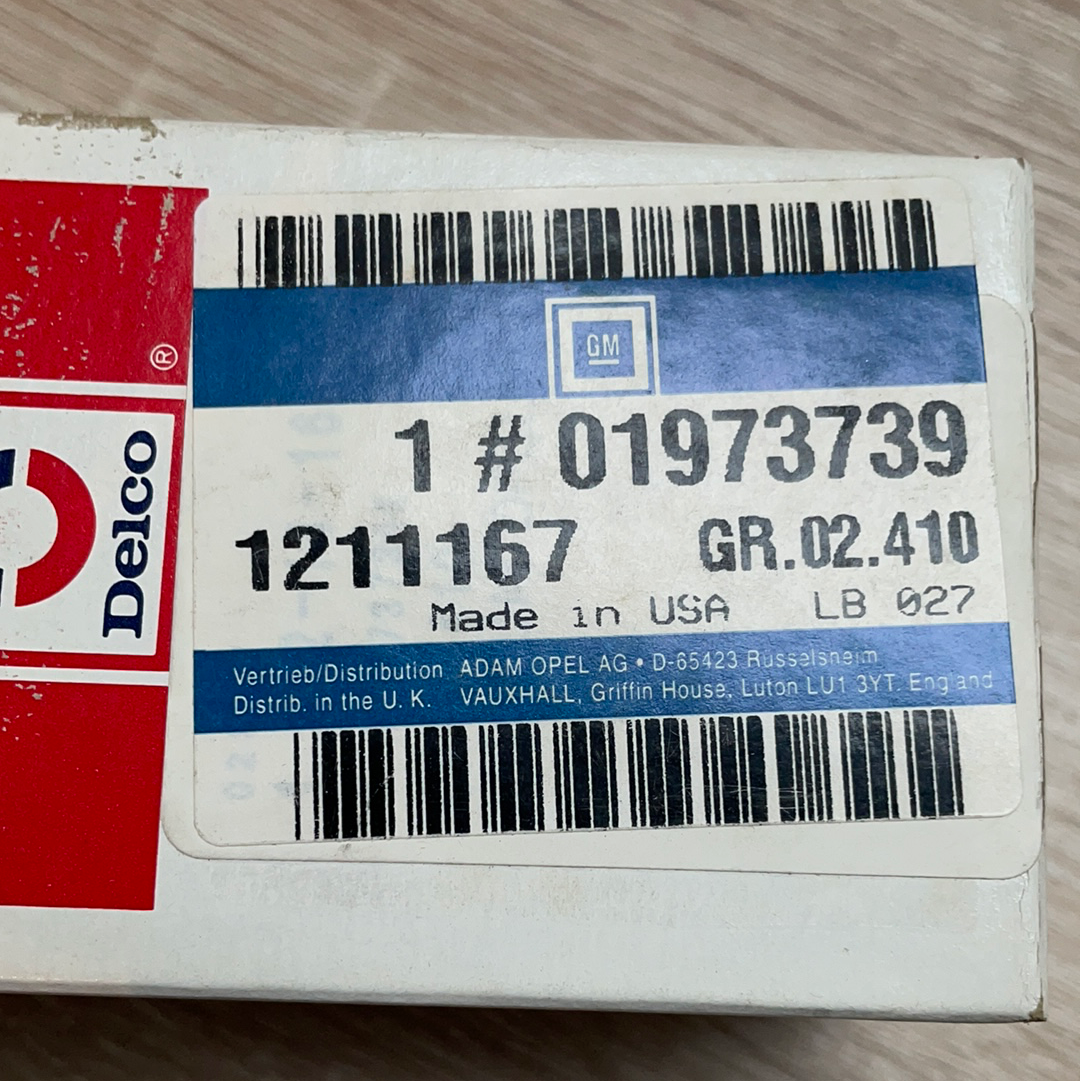 GM
1 # 01973739
1211167 GR.02.410
Made in USA LB 027
Vertrieb/Distribution ADAM OPEL AG • D-65423 Russelsheim
Distrib. in the U. K. VAUXHALL, Griffin House, Luton LU1 3YT England
Delco
®